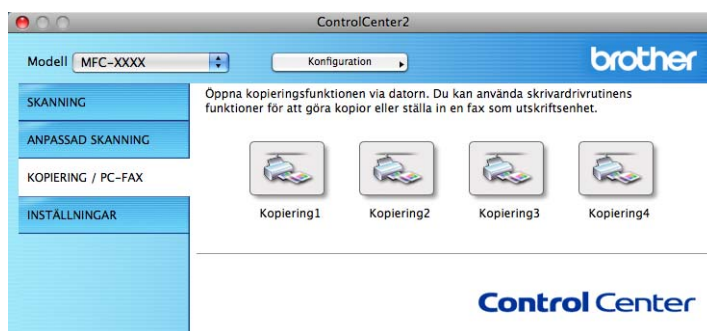 ControlCenter2
Modell MFC-XXXX Konfiguration brother
SKANNING
ANPASSAD SKANNING
KOPIERING / PC-FAX
INSTÄLLNINGAR
Öppna kopieringsfunktionen via datorn. Du kan använda skrivardrivrutinens
funktioner för att göra kopior eller ställa in en fax som utskriftsenhet.
Kopiering1 Kopiering2 Kopiering3 Kopiering4
Control Center